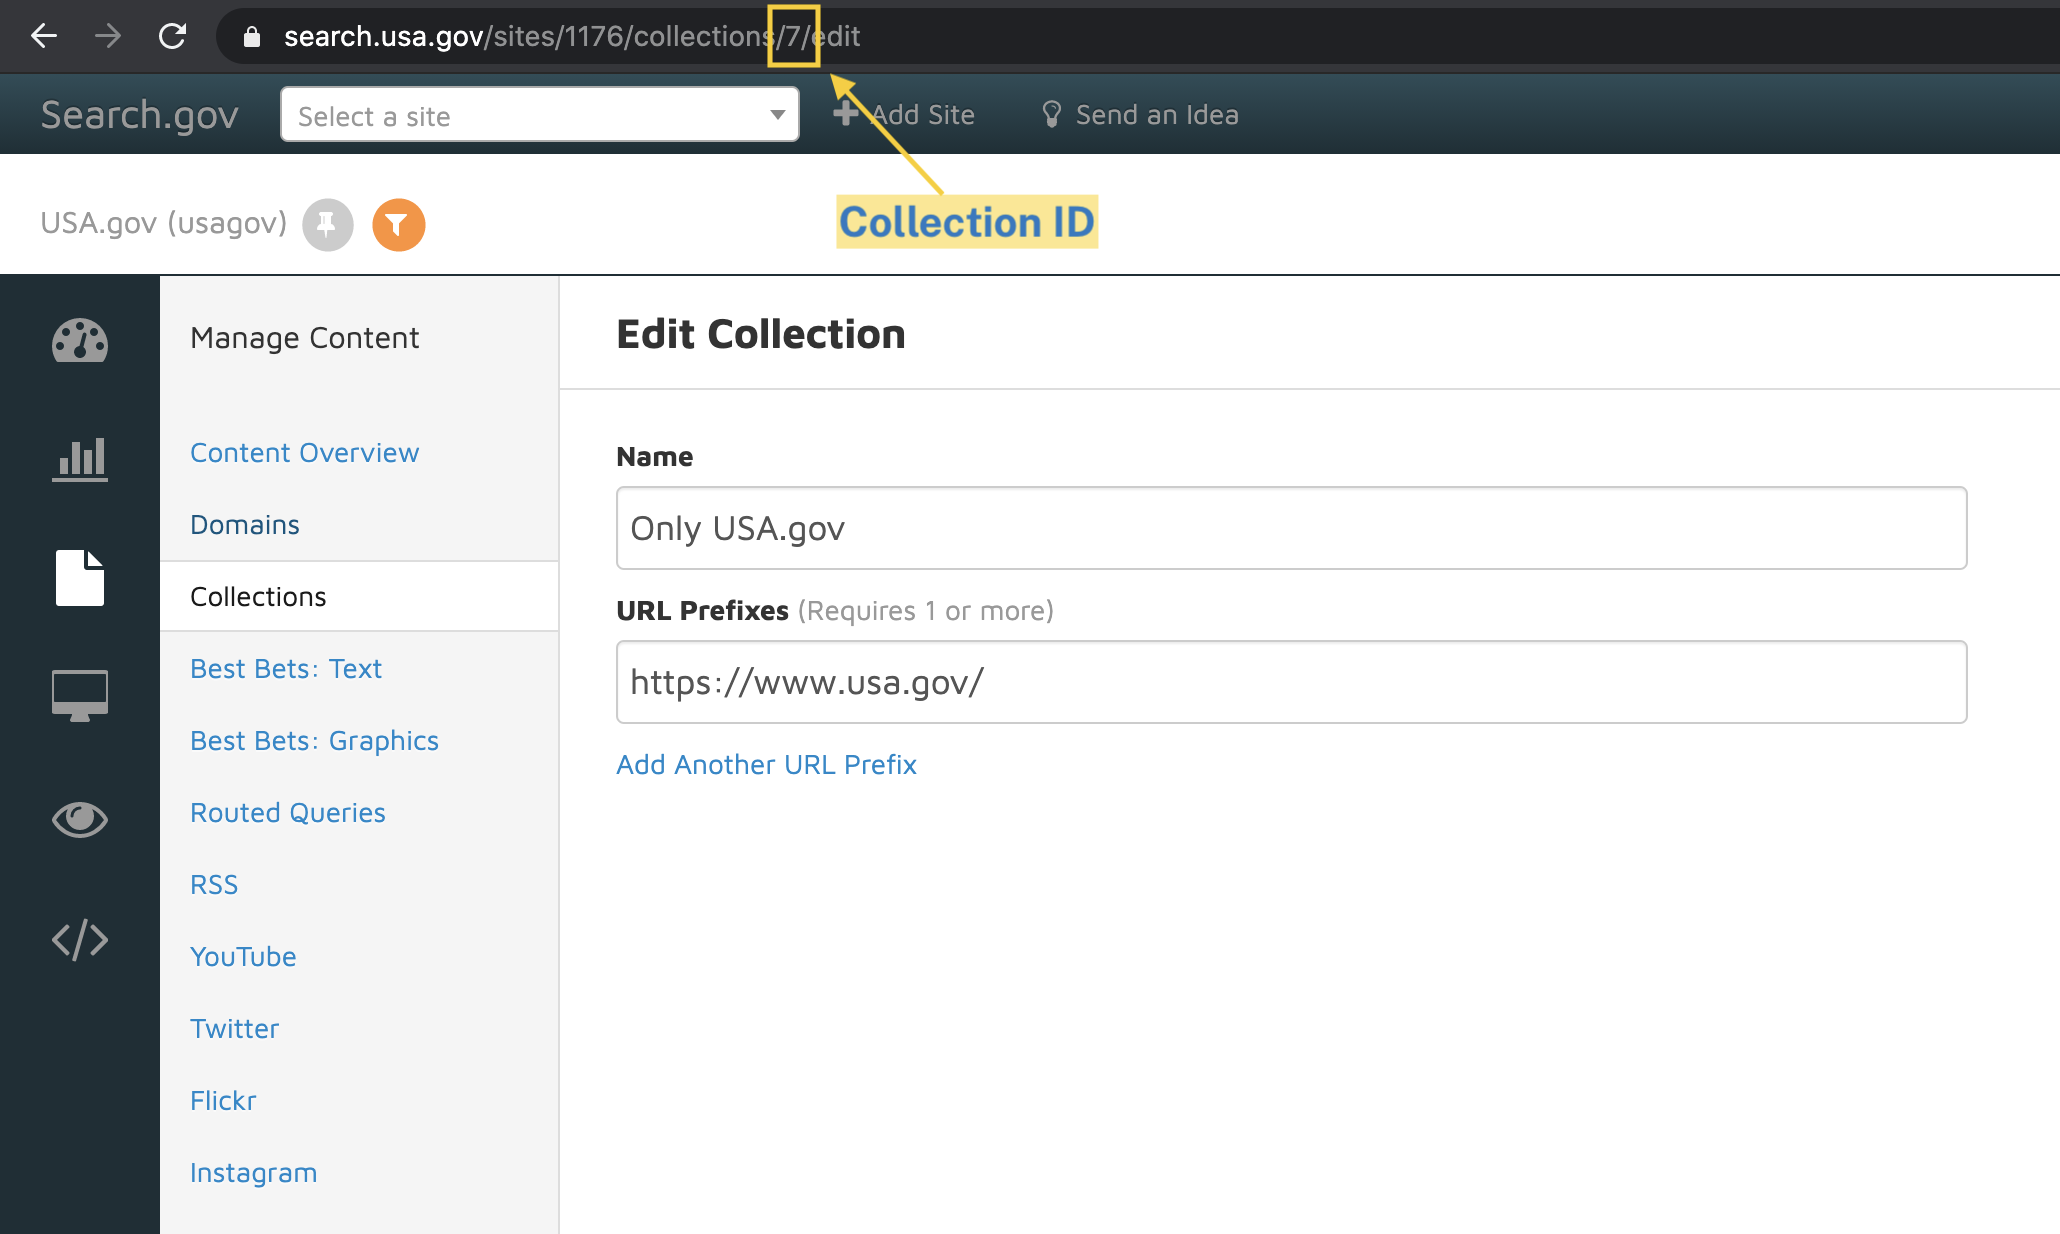 search.usa.gov/sites/1176/collections/7/edit
Search.gov
Select a site
Add Site
Send an Idea
USA.gov (usagov)
Collection ID
Manage Content
Content Overview
Domains
Collections
Best Bets: Text
Best Bets: Graphics
Routed Queries
RSS
YouTube
Twitter
Flickr
Instagram
Edit Collection
Name
Only USA.gov
URL Prefixes (Requires 1 or more)
https://www.usa.gov/
Add Another URL Prefix